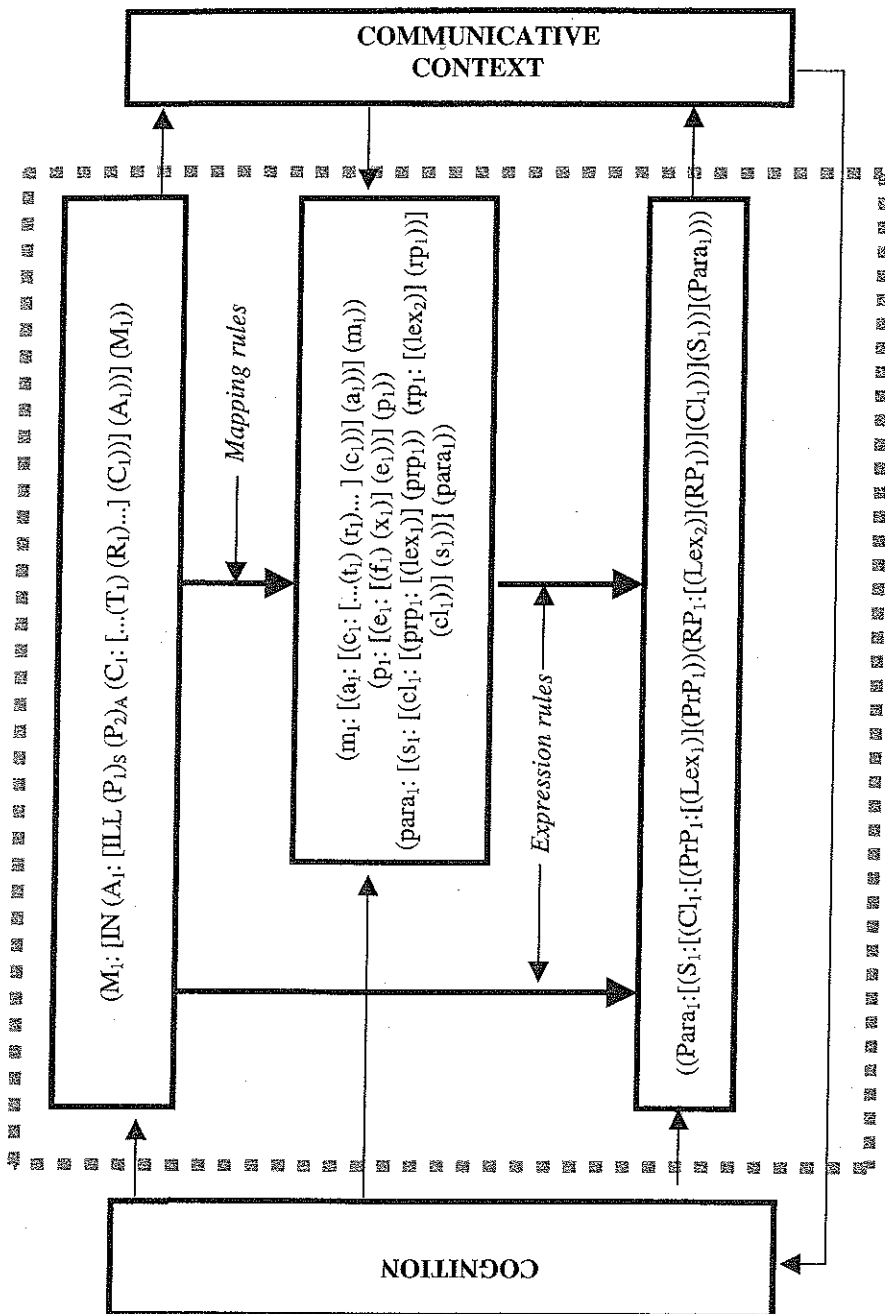 COMMUNICATIVE
CONTEXT
(M₁: [IN (A₁: [ILL (P₁)S (P₂)A (C₁: [...(T₁) (R₁)...] (C₁))] (A₁))] (M₁))
Mapping rules
(m₁: [(a₁: [(c₁: [...(t₁) (r₁)... ] (c₁))] (a₁))] (m₁))
(p₁: [(e₁: [(f₁) (x₁)] (e₁))] (p₁))
(para₁: [(s₁: [(cl₁: [(prp₁: [(lex₁)] (prp₁)) (rp₁: [(lex₂)] (rp₁))]
(cl₁))] (s₁))] (para₁))
Expression rules
((Para₁:[(S₁:[(Cl₁:[(PrP₁:[(Lex₁)](PrP₁))(RP₁:[(Lex₂)](RP₁))](Cl₁))](S₁))](Para₁)))
COGNITION